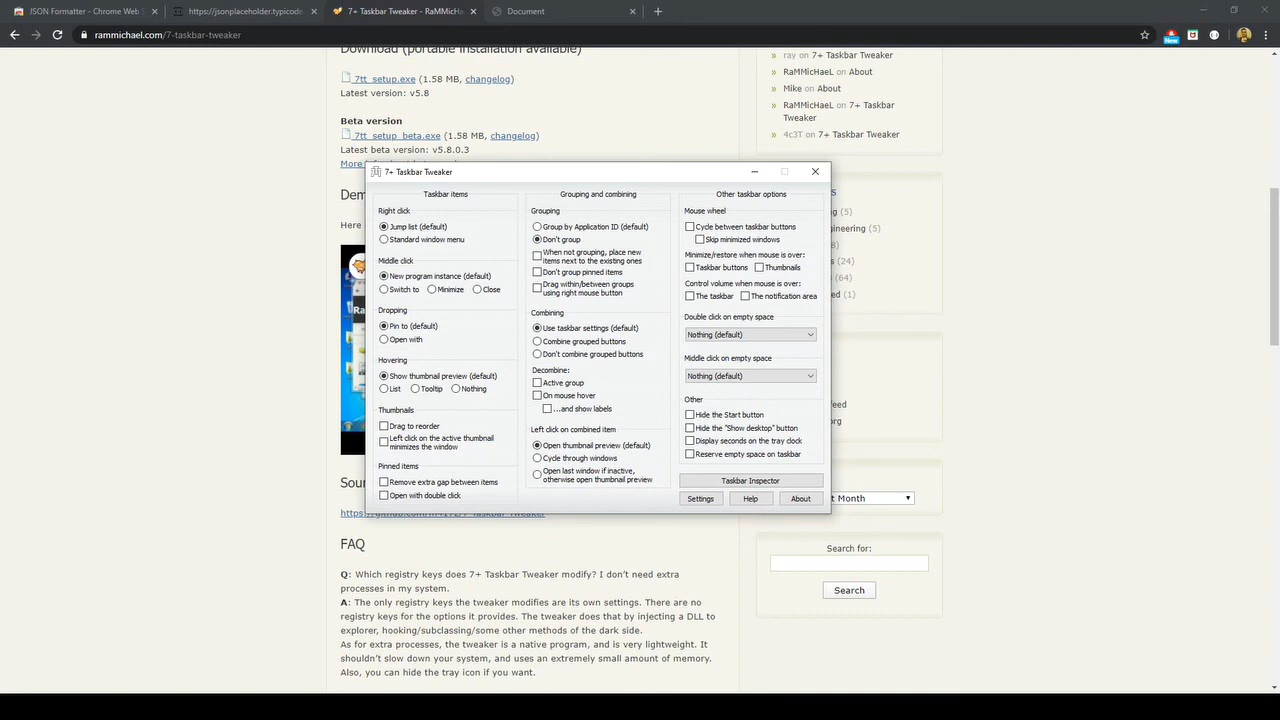 JSON Formatter - Chrome Web S
https://jsonplaceholder.typicode
7+ Taskbar Tweaker - RaMMicHa
Document
rammichael.com/7-taskbar-tweaker
New
Download (portable installation available)
7tt_setup.exe (1.58 MB, changelog)
Latest version: v5.8
Beta version
7tt_setup_beta.exe (1.58 MB, changelog)
Latest beta version: v5.8.0.3
More
Dem
Here
Sour
FAQ
Q: Which registry keys does 7+ Taskbar Tweaker modify? I don't need extra
processes in my system.
A: The only registry keys the tweaker modifies are its own settings. There are no
registry keys for the options it provides. The tweaker does that by injecting a DLL to
explorer, hooking/subclassing/some other methods of the dark side.
As for extra processes, the tweaker is a native program, and is very lightweight. It
shouldn't slow down your system, and uses an extremely small amount of memory.
Also, you can hide the tray icon if you want.
7+ Taskbar Tweaker
Taskbar items
Right click
Jump list (default)
Standard window menu
Middle click
New program instance (default)
Switch to Minimize Close
Dropping
Pin to (default)
Open with
Hovering
Show thumbnail preview (default)
List Tooltip Nothing
Thumbnails
Drag to reorder
Left click on the active thumbnail
minimizes the window
Pinned items
Remove extra gap between items
Open with double click
Grouping and combining
Grouping
Group by Application ID (default)
Don't group
When not grouping, place new
items next to the existing ones
Don't group pinned items
Drag within/between groups
using right mouse button
Combining
Use taskbar settings (default)
Combine grouped buttons
Don't combine grouped buttons
Decombine:
Active group
On mouse hover
...and show labels
Left click on combined item
Open thumbnail preview (default)
Cycle through windows
Open last window if inactive,
otherwise open thumbnail preview
Other taskbar options
Mouse wheel
Cycle between taskbar buttons
Skip minimized windows
Minimize/restore when mouse is over:
Taskbar buttons Thumbnails
Control volume when mouse is over:
The taskbar The notification area
Double click on empty space
Nothing (default)
Middle click on empty space
Nothing (default)
Other
Hide the Start button
Hide the "Show desktop" button
Display seconds on the tray clock
Reserve empty space on taskbar
Taskbar Inspector
Settings Help About
ray on 7+ Taskbar Tweaker
RaMMicHaeL on About
Mike on About
RaMMicHaeL on 7+ Taskbar
Tweaker
4c3T on 7+ Taskbar Tweaker
(5)
gineering (5)
(8)
(24)
(64)
(1)
eed
org
t Month
Search for:
Search